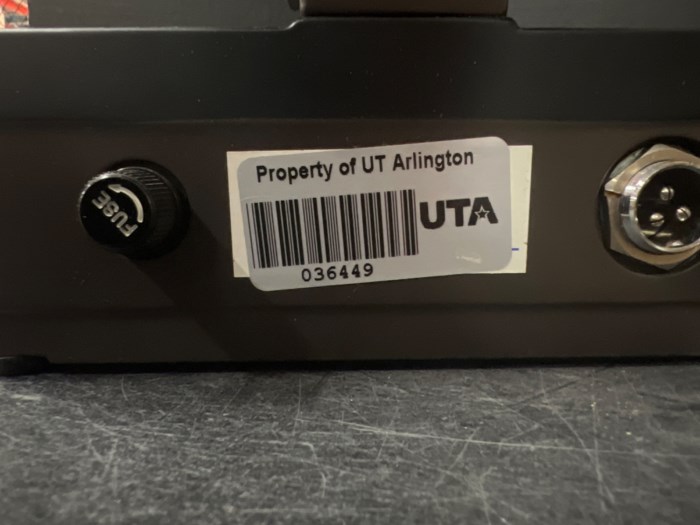 FUSE
Property of UT Arlington
UTA
036449